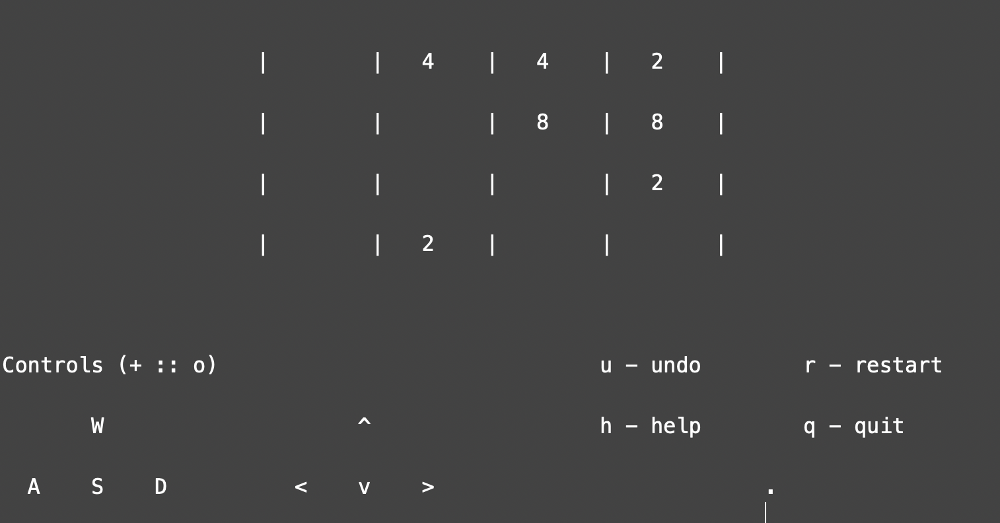 |        |   4    |   4    |   2    |
|        |        |   8    |   8    |
|        |        |        |   2    |
|        |   2    |        |        |
Controls (+ :: o)                              u – undo        r – restart
W                    ^                  h – help        q – quit
A    S    D          <    v    >                          .